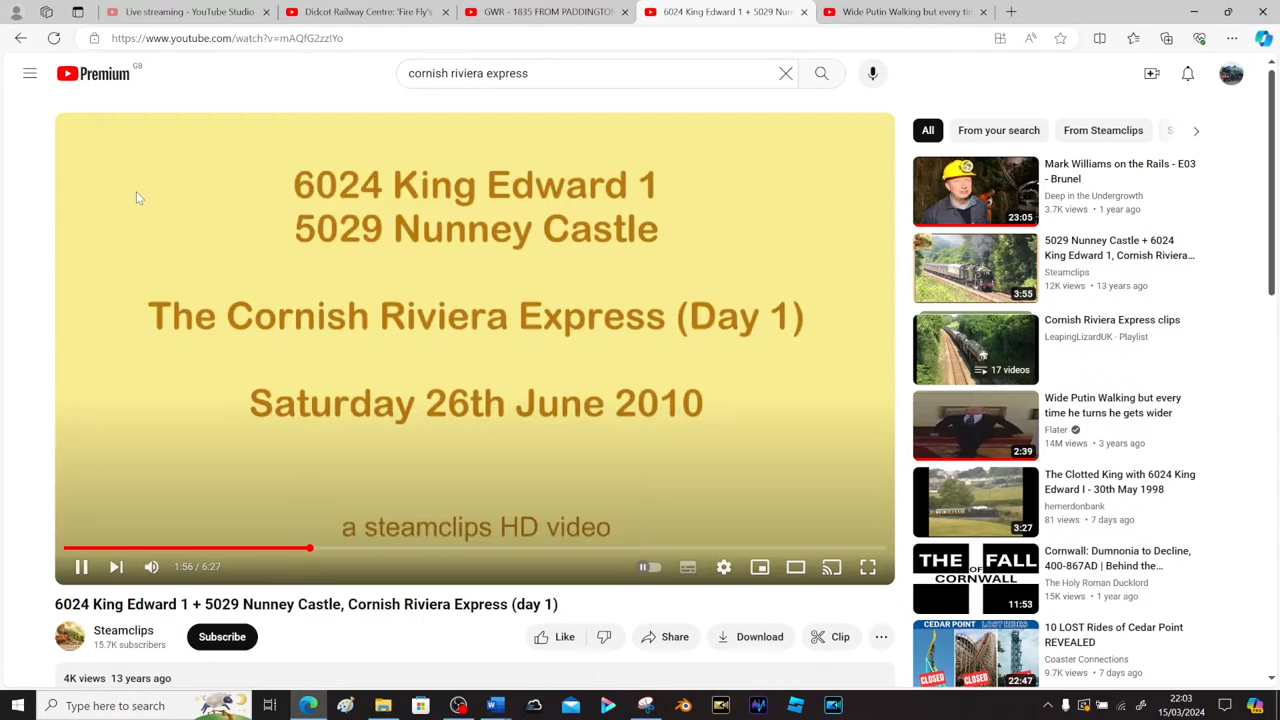 Live streaming - YouTube Studio
Didcot Railway Centre: 'Fire Fly's'
GWR - 1835 FROM PADDINGTON
6024 King Edward 1 + 5029 Nun
Wide Putin Walking but every tim
https://www.youtube.com/watch?v=mAQfG2zzIYo
Premium GB
cornish riviera express
6024 King Edward 1
5029 Nunney Castle
The Cornish Riviera Express (Day 1)
Saturday 26th June 2010
a steamclips HD video
1:56 / 6:27
6024 King Edward 1 + 5029 Nunney Castle, Cornish Riviera Express (day 1)
Steamclips
15.7K subscribers
Subscribe
Like
Share
Download
Clip
4K views 13 years ago
All
From your search
From Steamclips
S
Mark Williams on the Rails - E03
- Brunel
Deep in the Undergrowth
3.7K views • 1 year ago
23:05
5029 Nunney Castle + 6024
King Edward 1, Cornish Riviera...
Steamclips
12K views • 13 years ago
3:55
Cornish Riviera Express clips
LeapingLizardUK · Playlist
17 videos
Wide Putin Walking but every
time he turns he gets wider
Flater
14M views • 3 years ago
2:39
The Clotted King with 6024 King
Edward I - 30th May 1998
hemerdonbank
81 views • 7 days ago
3:27
THE FALL
OF
CORNWALL
11:53
Cornwall: Dumnonia to Decline,
400-867AD | Behind the...
The Holy Roman Ducklord
15K views • 1 year ago
CEDAR POINT LOST RIDES
CLOSED
CLOSED
CLOSED
22:47
10 LOST Rides of Cedar Point
REVEALED
Coaster Connections
9.7K views • 7 days ago
Type here to search
22:03
15/03/2024